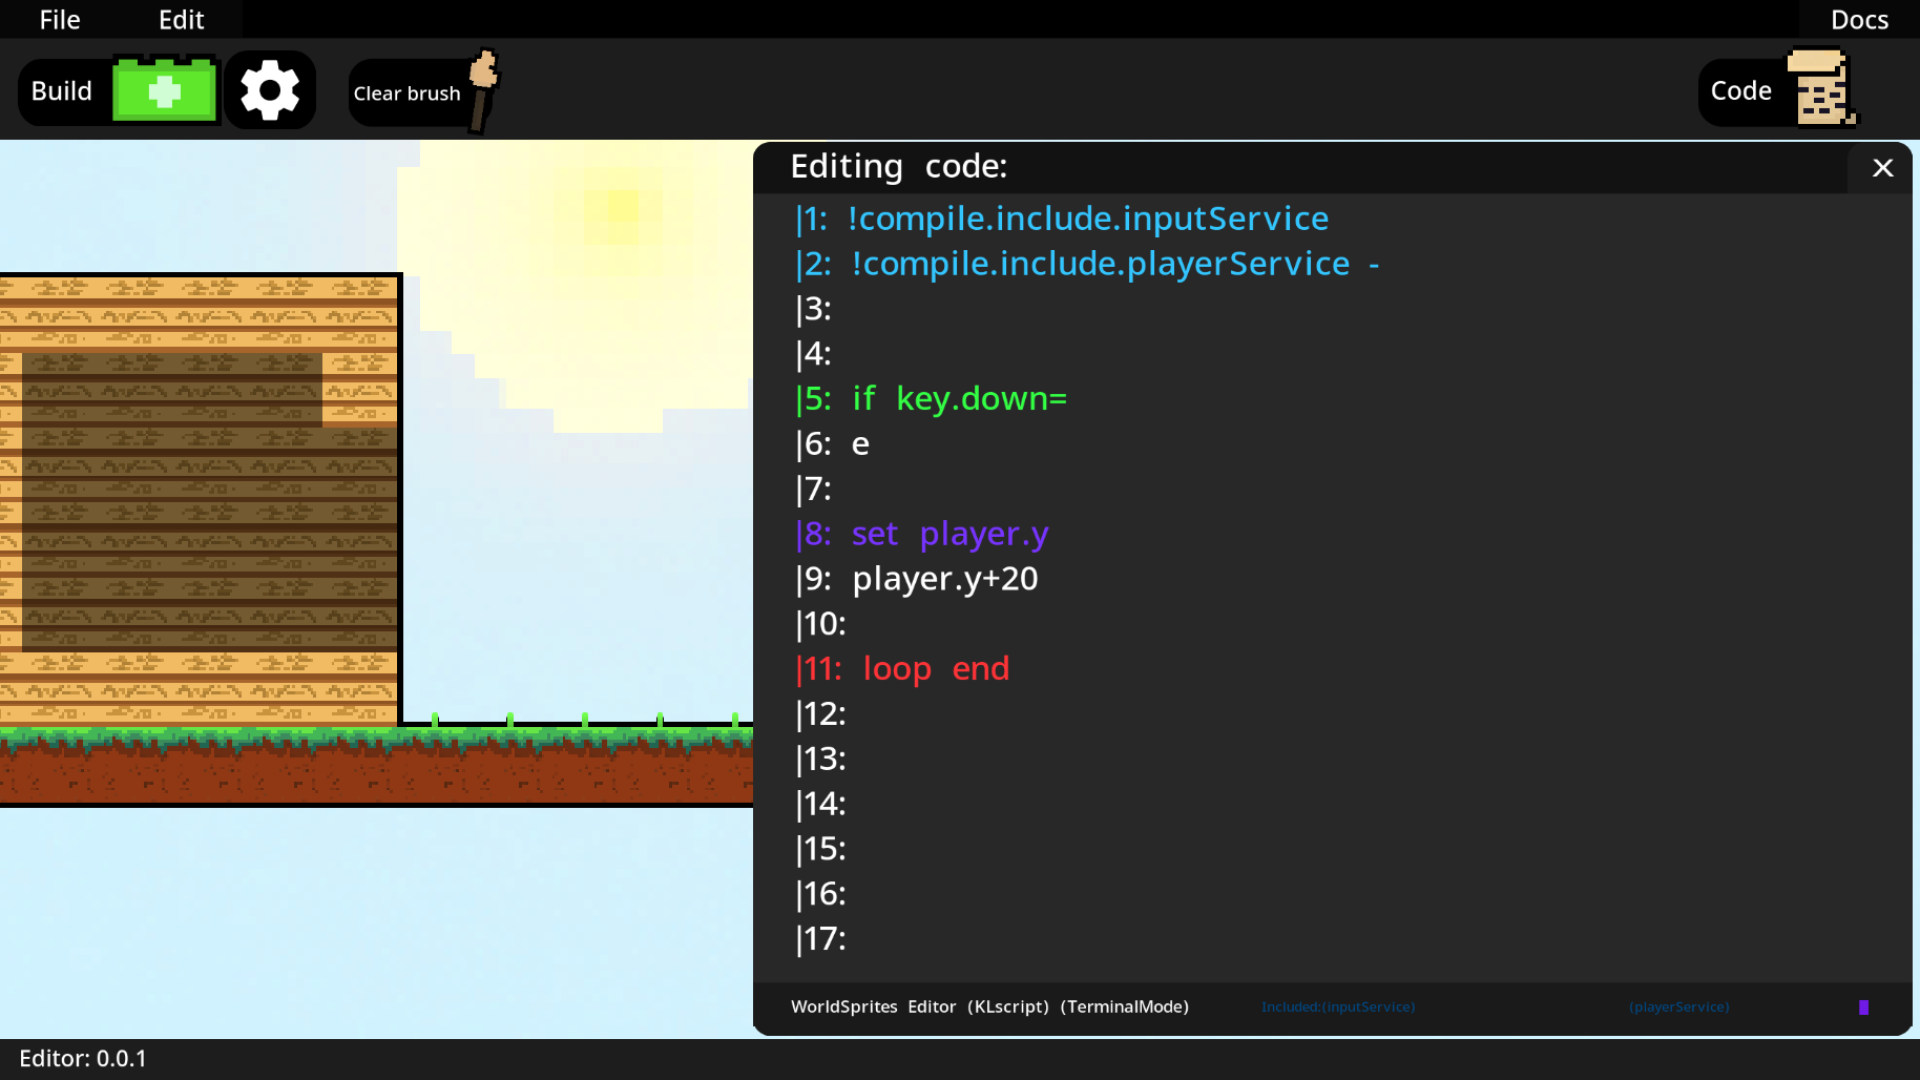 File Edit Docs
Build Clear brush Code
Editing code:
|1: !compile.include.inputService
|2: !compile.include.playerService -
|3:
|4:
|5: if key.down=
|6: e
|7:
|8: set player.y
|9: player.y+20
|10:
|11: loop end
|12:
|13:
|14:
|15:
|16:
|17:
WorldSprites Editor (KLscript) (TerminalMode) Included:(inputService) (playerService)
Editor: 0.0.1